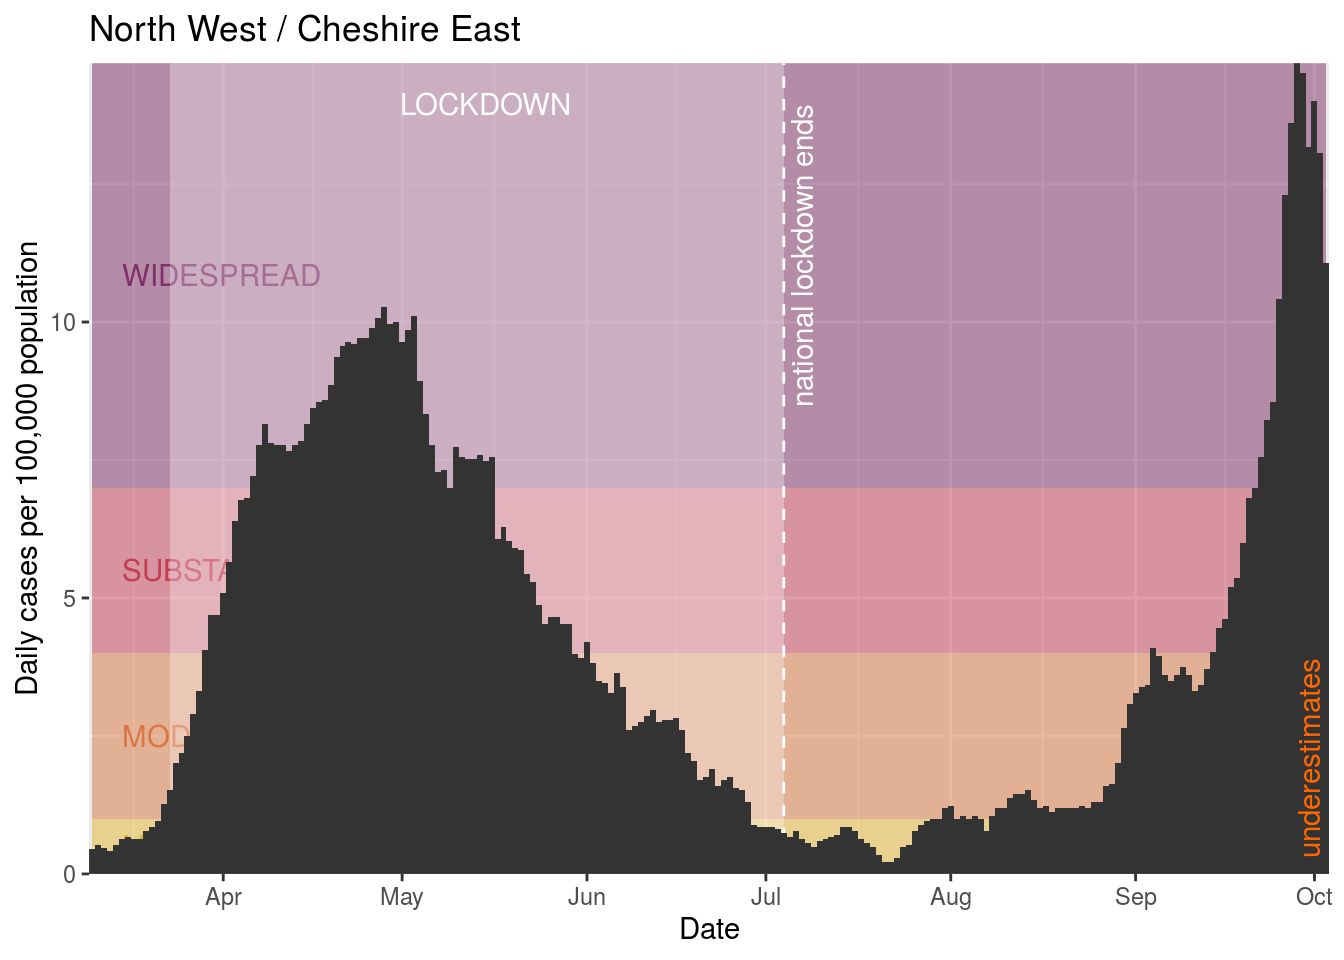 North West / Cheshire East
Daily cases per 100,000 population
10
5
0
LOCKDOWN
national lockdown ends
WIDESPREAD
SUBSTA
MOD
underestimates
Apr
May
Jun
Jul
Aug
Sep
Oct
Date